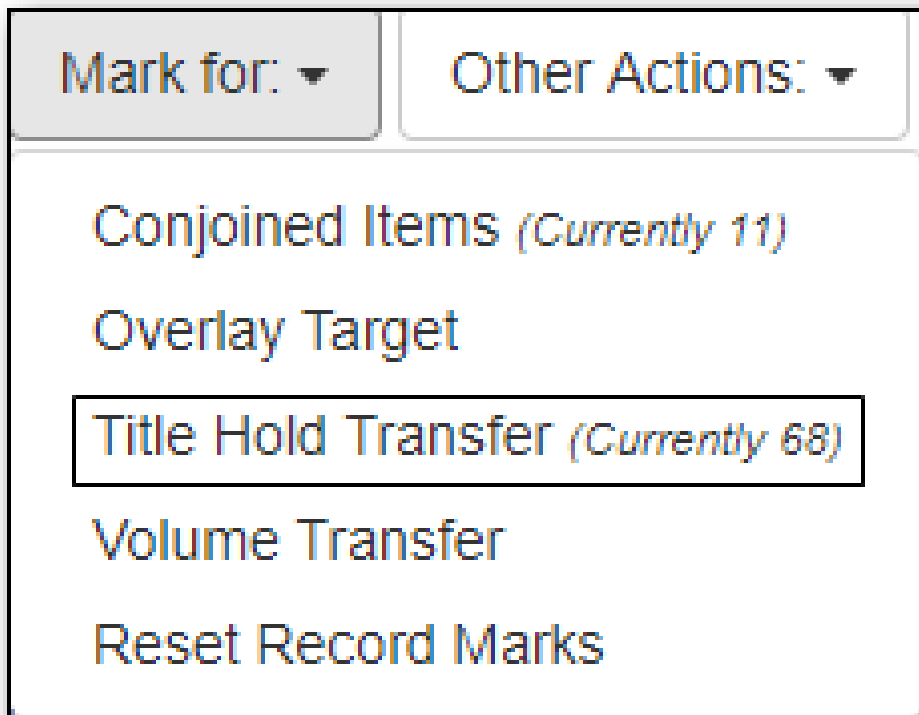 Mark for: Other Actions:
Conjoined Items (Currently 11)
Overlay Target
Title Hold Transfer (Currently 68)
Volume Transfer
Reset Record Marks